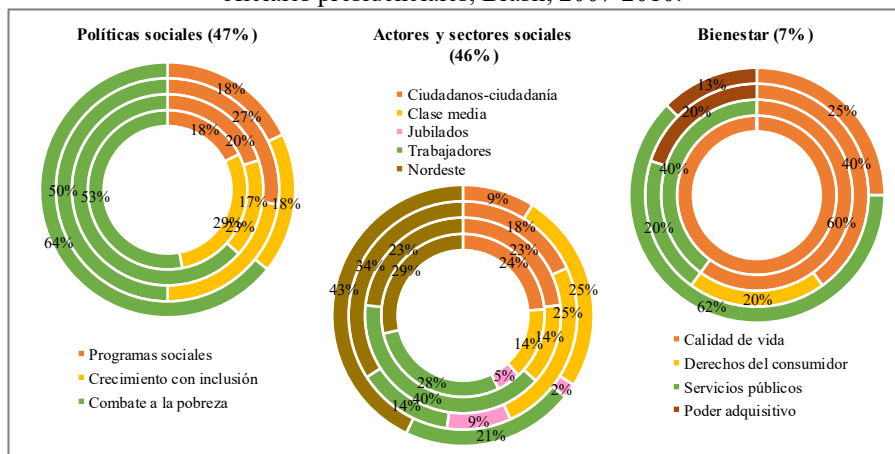 Políticas sociales (47%)
18%
27%
20%
18%
17%
18%
29%
23%
50%
53%
64%
Programas sociales
Crecimiento con inclusión
Combate a la pobreza
Actores y sectores sociales
(46%)
Ciudadanos-ciudadanía
Clase media
Jubilados
Trabajadores
Nordeste
9%
18%
23%
24%
23%
29%
34%
43%
25%
25%
14%
14%
5%
28%
2%
40%
14%
9%
21%
Bienestar (7%)
13%
25%
20%
40%
40%
60%
20%
20%
62%
Calidad de vida
Derechos del consumidor
Servicios públicos
Poder adquisitivo